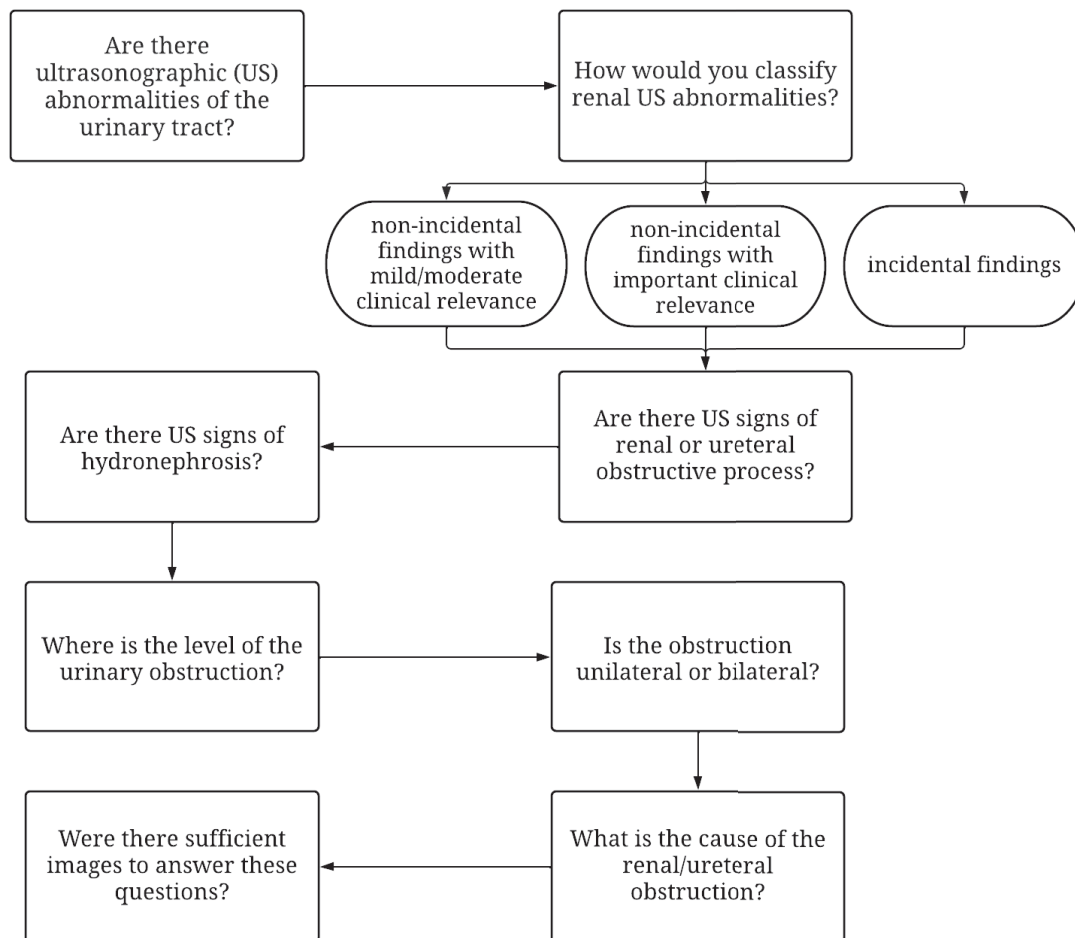 Are there
ultrasonographic (US)
abnormalities of the
urinary tract?
How would you classify
renal US abnormalities?
non-incidental
findings with
mild/moderate
clinical relevance
non-incidental
findings with
important clinical
relevance
incidental findings
Are there US signs of
renal or ureteral
obstructive process?
Are there US signs of
hydronephrosis?
Where is the level of the
urinary obstruction?
Is the obstruction
unilateral or bilateral?
What is the cause of the
renal/ureteral
obstruction?
Were there sufficient
images to answer these
questions?